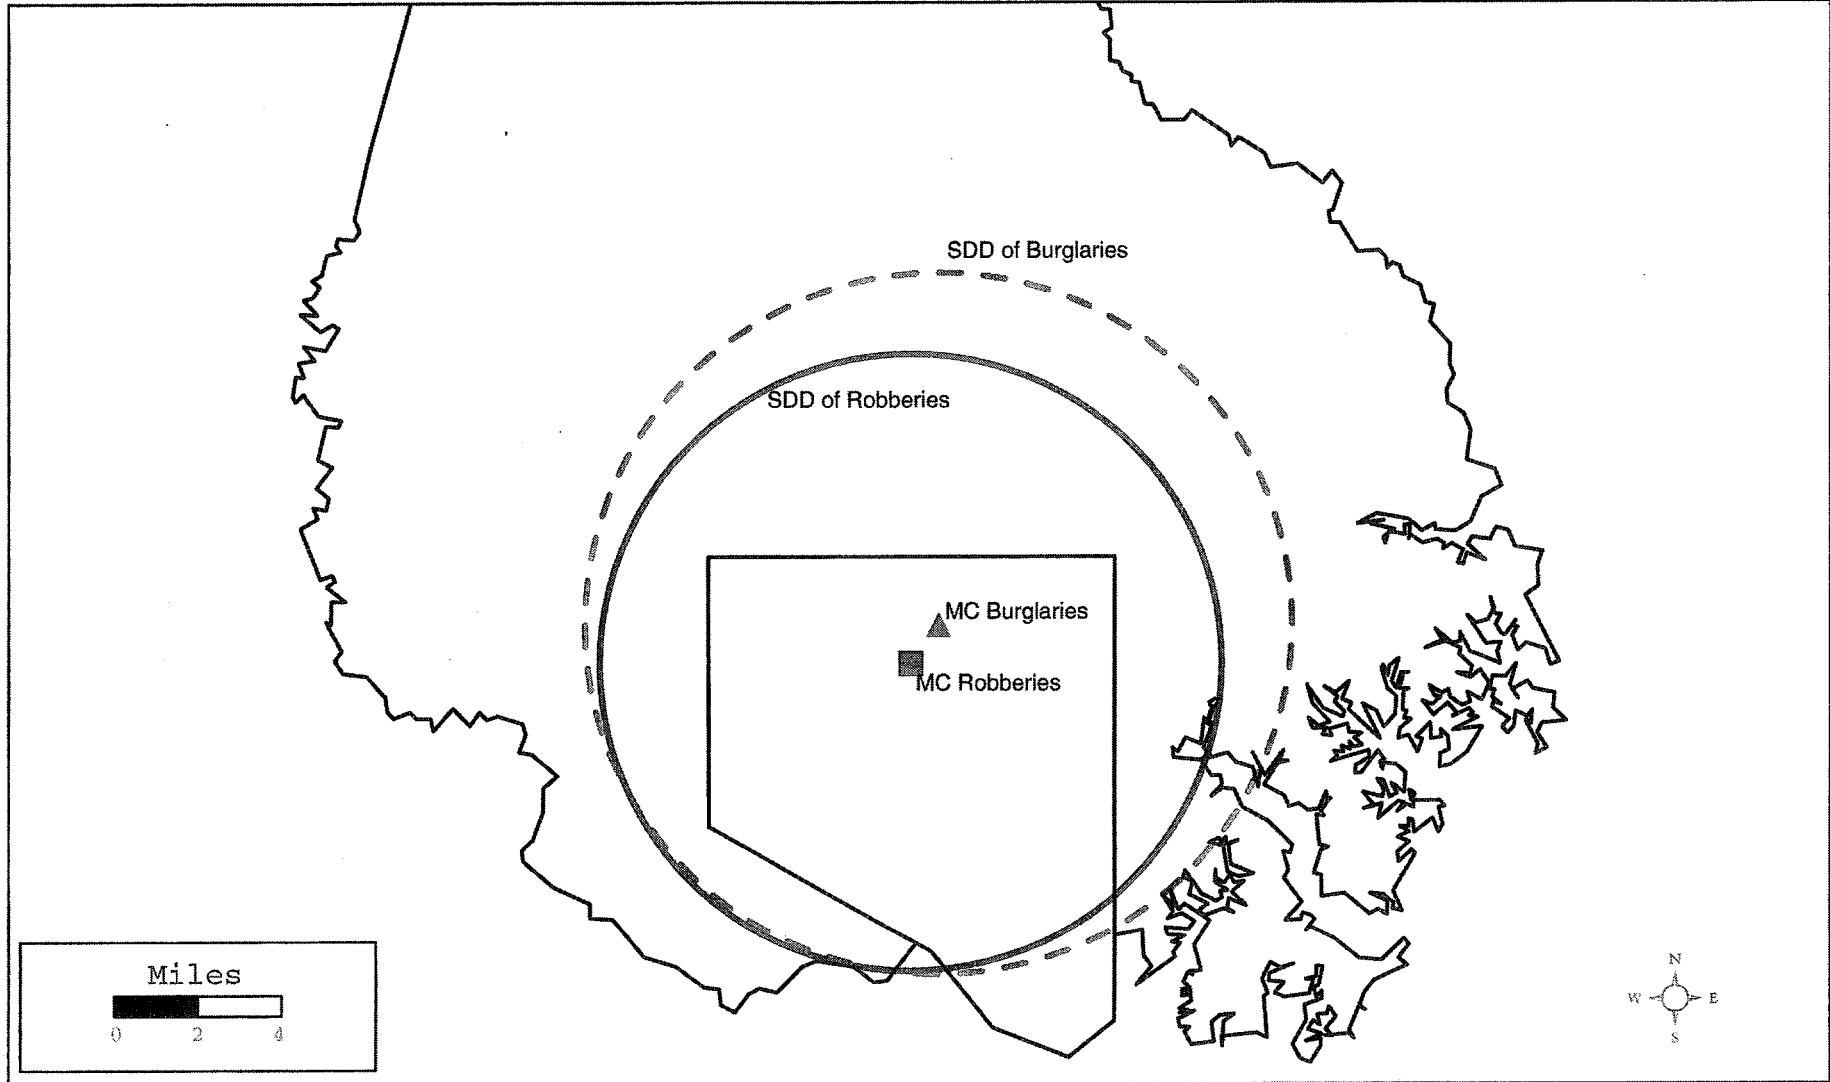 SDD of Burglaries
SDD of Robberies
MC Burglaries
MC Robberies
Miles
0 2 4
N
W E
S